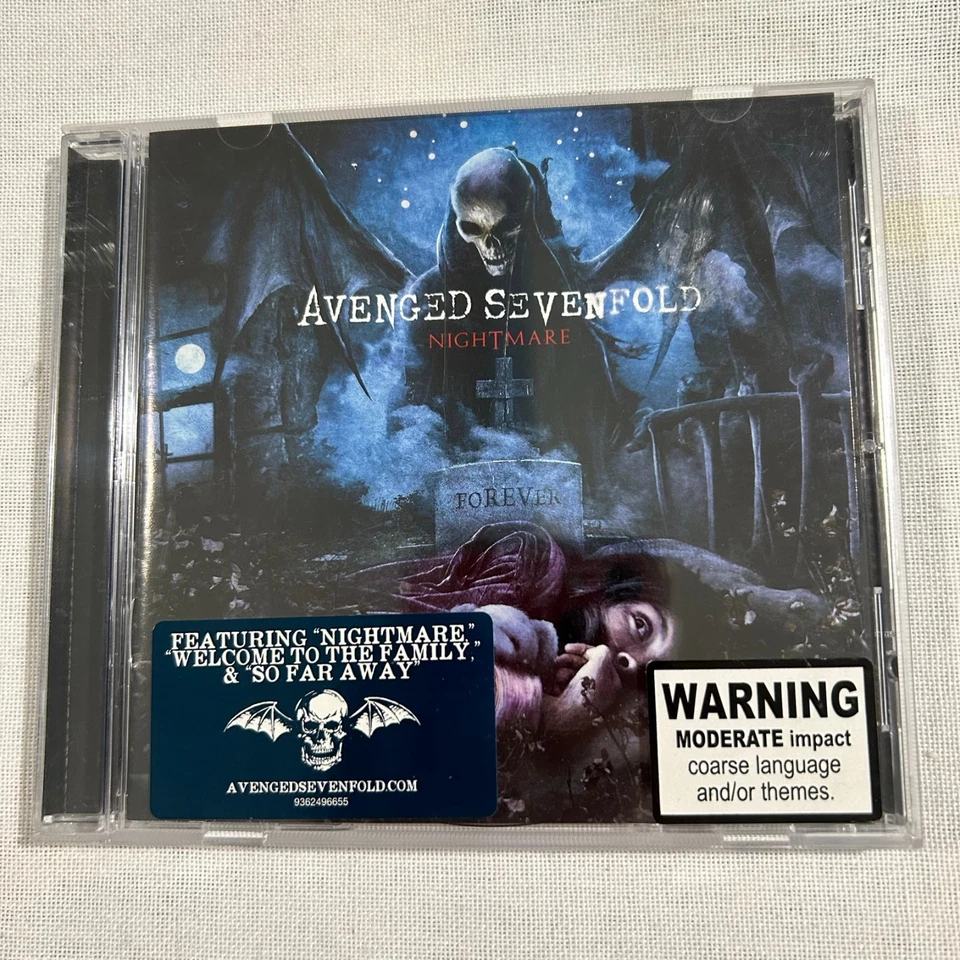 AVENGED SEVENFOLD
NIGHTMARE
FOREVER
FEATURING “NIGHTMARE,”
“WELCOME TO THE FAMILY,”
& “SO FAR AWAY”
AVENGEDSEVENFOLD.COM
9362496655
WARNING
MODERATE impact
coarse language
and/or themes.